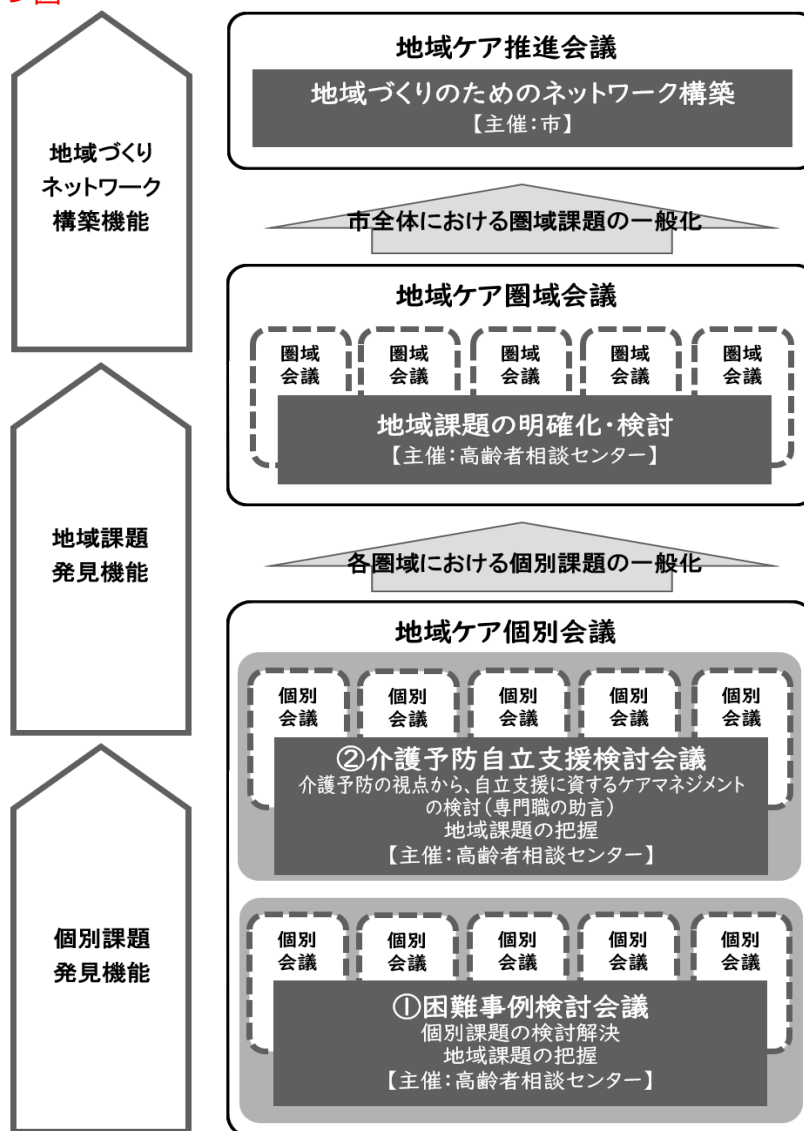 地域づくり
ネットワーク
構築機能
地域課題
発見機能
個別課題
発見機能
地域ケア推進会議
地域づくりのためのネットワーク構築
【主催：市】
市全体における圏域課題の一般化
地域ケア圏域会議
圏域 圏域 圏域 圏域 圏域
会議 会議 会議 会議 会議
地域課題の明確化・検討
【主催：高齢者相談センター】
各圏域における個別課題の一般化
地域ケア個別会議
個別 個別 個別 個別 個別
会議 会議 会議 会議 会議
②介護予防自立支援検討会議
介護予防の視点から、自立支援に資するケアマネジメント
の検討（専門職の助言）
地域課題の把握
【主催：高齢者相談センター】
個別 個別 個別 個別 個別
会議 会議 会議 会議 会議
①困難事例検討会議
個別課題の検討解決
地域課題の把握
【主催：高齢者相談センター】